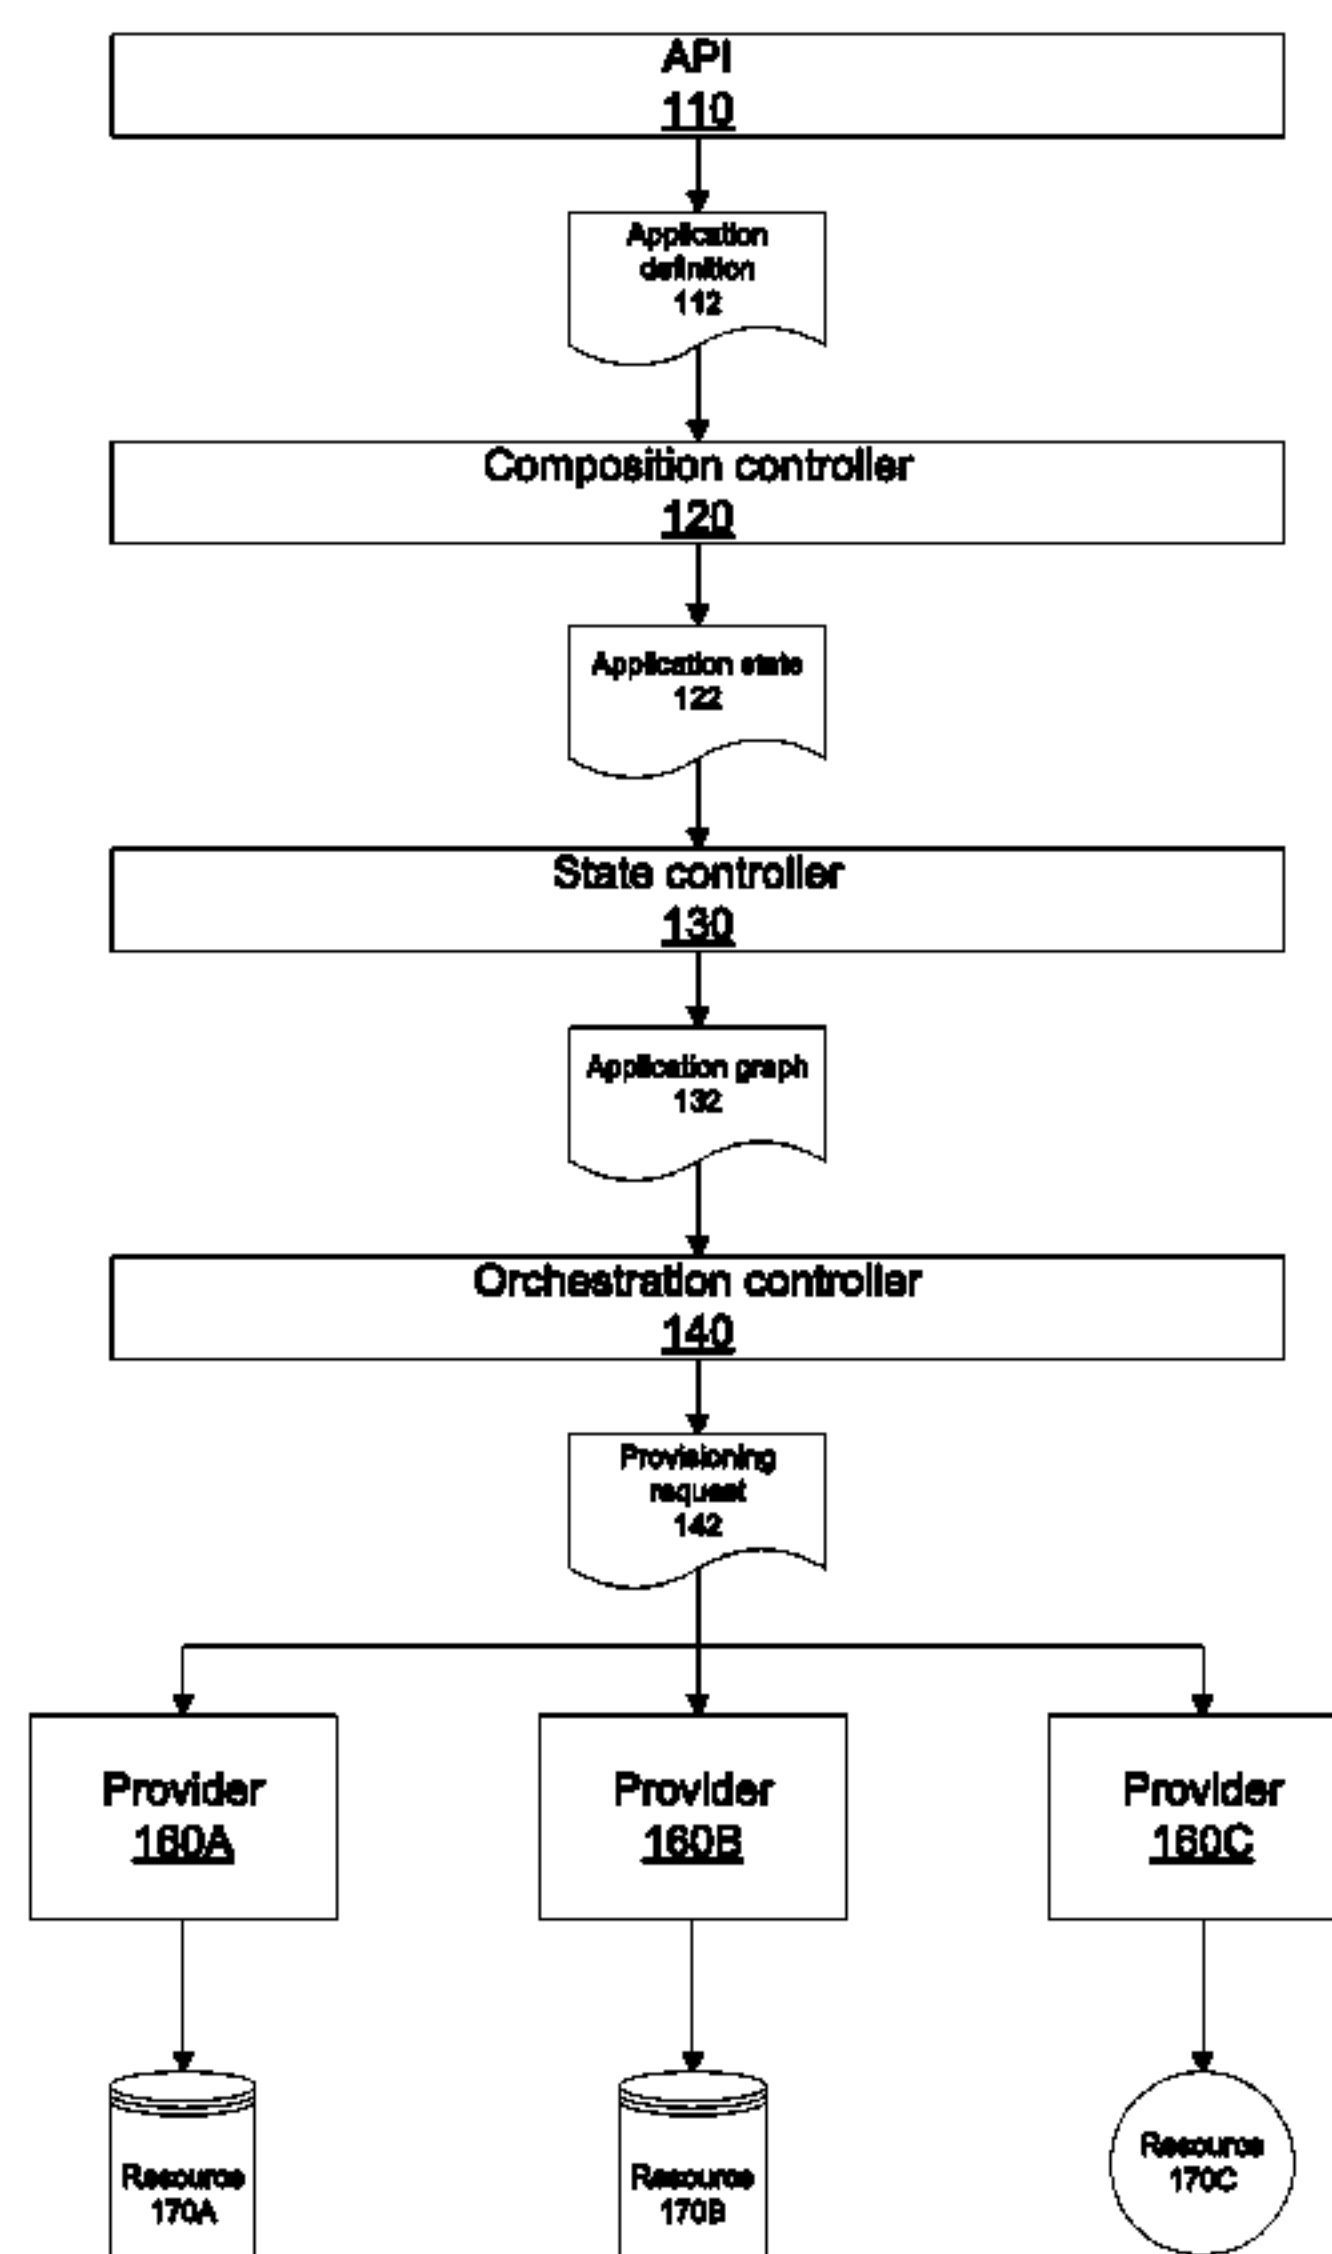 API
110
Application
definition
112
Composition controller
120
Application state
122
State controller
130
Application graph
132
Orchestration controller
140
Provisioning
request
142
Provider
160A
Provider
160B
Provider
160C
Resource
170A
Resource
170B
Resource
170C